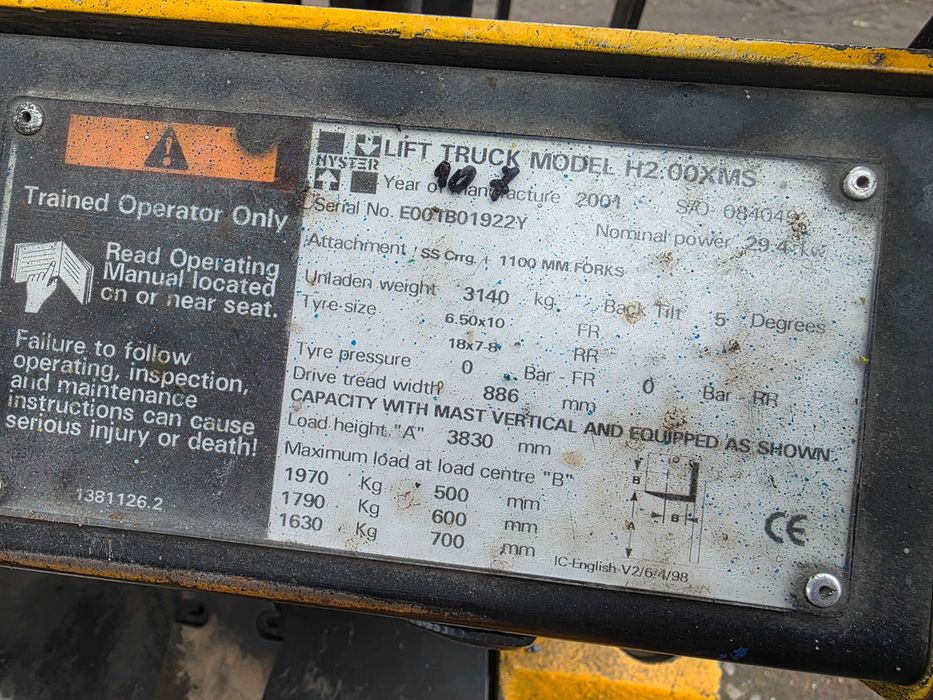 Trained Operator Only
Read Operating
Manual located
on or near seat.
Failure to follow
operating, inspection,
and maintenance
instructions can cause
serious injury or death!
1381126.2
HYSTER
LIFT TRUCK MODEL H2.00XMS
Year of Manufacture 2001 S/O 084049
Serial No. E001B01922Y Nominal power 29.4 kw
Attachment SS Crrg. + 1100 MM FORKS
Unladen weight 3140 kg. Back Tilt 5 Degrees
Tyre-size 6.50x10 FR
18x7-8 RR
Tyre pressure 0 Bar - FR 0 Bar - RR
Drive tread width 886 mm
CAPACITY WITH MAST VERTICAL AND EQUIPPED AS SHOWN
Load height "A" 3830 mm
Maximum load at load centre "B"
1970 Kg 500 mm
1790 Kg 600 mm
1630 Kg 700 mm
B
A
B
CE
IC-English-V2/6/4/98